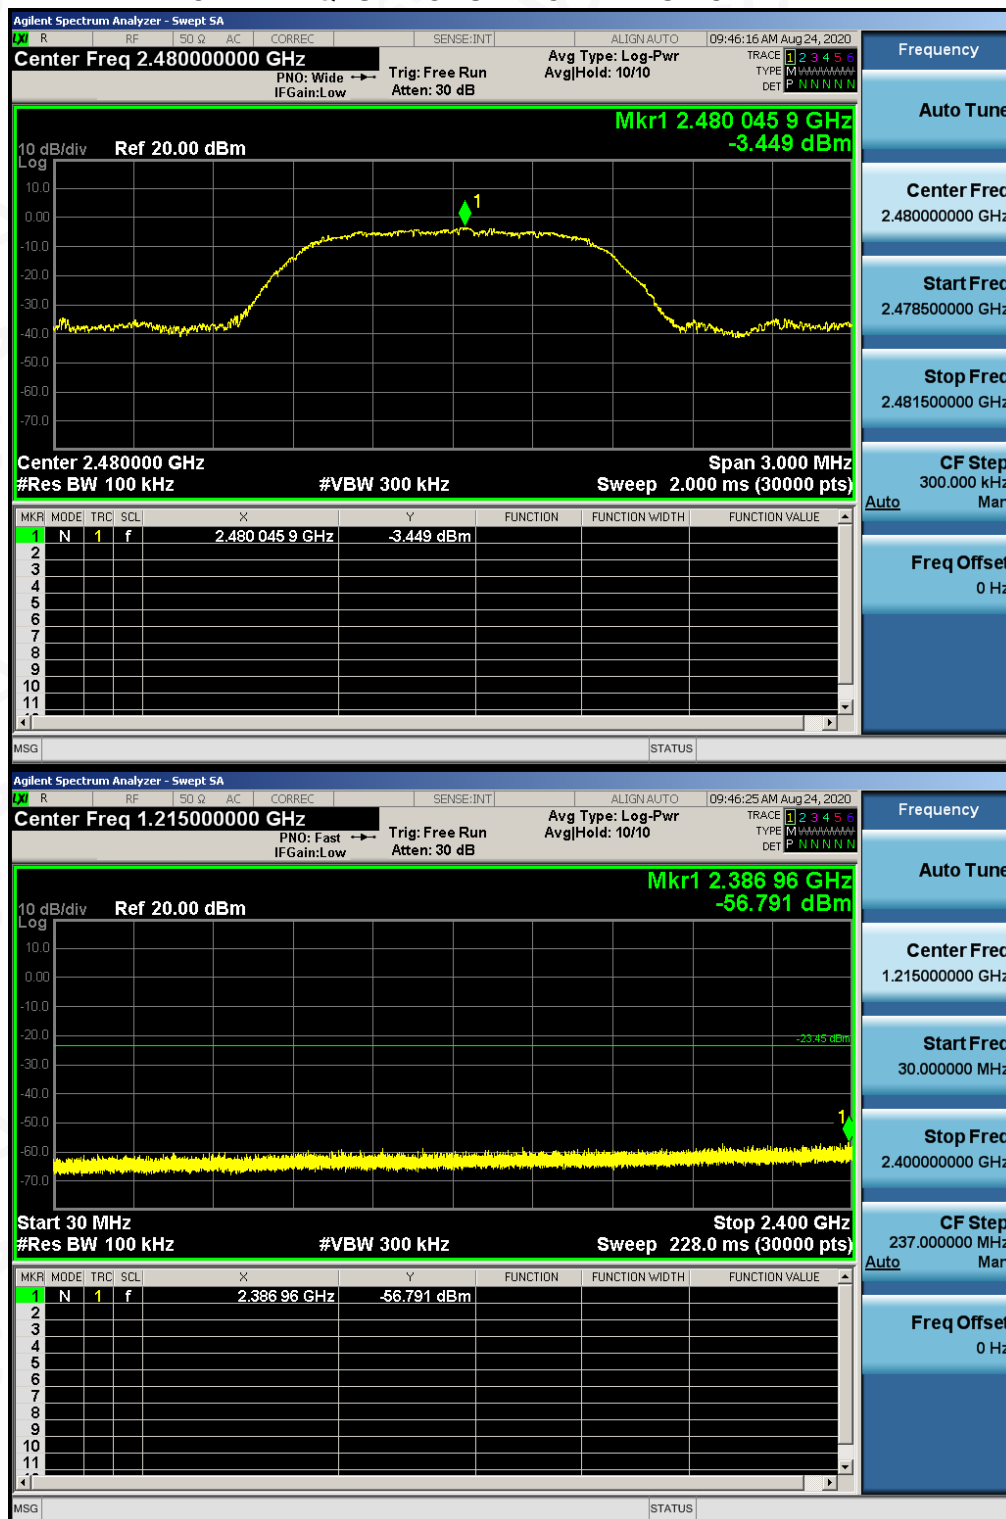 Agilent Spectrum Analyzer - Swept SA
LXI R RF 50 Ω AC CORREC SENSE:INT ALIGN AUTO 09:46:16 AM Aug 24, 2020
Center Freq 2.480000000 GHz
PNO: Wide
IFGain:Low
Trig: Free Run
Atten: 30 dB
Avg Type: Log-Pwr
Avg|Hold: 10/10
TRACE 1 2 3 4 5 6
TYPE M
DET P N N N N N
Mkr1 2.480 045 9 GHz
-3.449 dBm
10 dB/div Ref 20.00 dBm
Log
10.0
0.00
-10.0
-20.0
-30.0
-40.0
-50.0
-60.0
-70.0
1
Center 2.480000 GHz Span 3.000 MHz
#Res BW 100 kHz #VBW 300 kHz Sweep 2.000 ms (30000 pts)
MKR MODE TRC SCL X Y FUNCTION FUNCTION WIDTH FUNCTION VALUE
1 N 1 f 2.480 045 9 GHz -3.449 dBm
2
3
4
5
6
7
8
9
10
11
MSG STATUS
Frequency
Auto Tune
Center Freq
2.480000000 GHz
Start Freq
2.478500000 GHz
Stop Freq
2.481500000 GHz
CF Step
300.000 kHz
Auto Man
Freq Offset
0 Hz
Agilent Spectrum Analyzer - Swept SA
LXI R RF 50 Ω AC CORREC SENSE:INT ALIGN AUTO 09:46:25 AM Aug 24, 2020
Center Freq 1.215000000 GHz
PNO: Fast
IFGain:Low
Trig: Free Run
Atten: 30 dB
Avg Type: Log-Pwr
Avg|Hold: 10/10
TRACE 1 2 3 4 5 6
TYPE M
DET P N N N N N
Mkr1 2.386 96 GHz
-56.791 dBm
10 dB/div Ref 20.00 dBm
Log
10.0
0.00
-10.0
-20.0
-30.0
-40.0
-50.0
-60.0
-70.0
-23.45 dBm
1
Start 30 MHz Stop 2.400 GHz
#Res BW 100 kHz #VBW 300 kHz Sweep 228.0 ms (30000 pts)
MKR MODE TRC SCL X Y FUNCTION FUNCTION WIDTH FUNCTION VALUE
1 N 1 f 2.386 96 GHz -56.791 dBm
2
3
4
5
6
7
8
9
10
11
MSG STATUS
Frequency
Auto Tune
Center Freq
1.215000000 GHz
Start Freq
30.000000 MHz
Stop Freq
2.400000000 GHz
CF Step
237.000000 MHz
Auto Man
Freq Offset
0 Hz